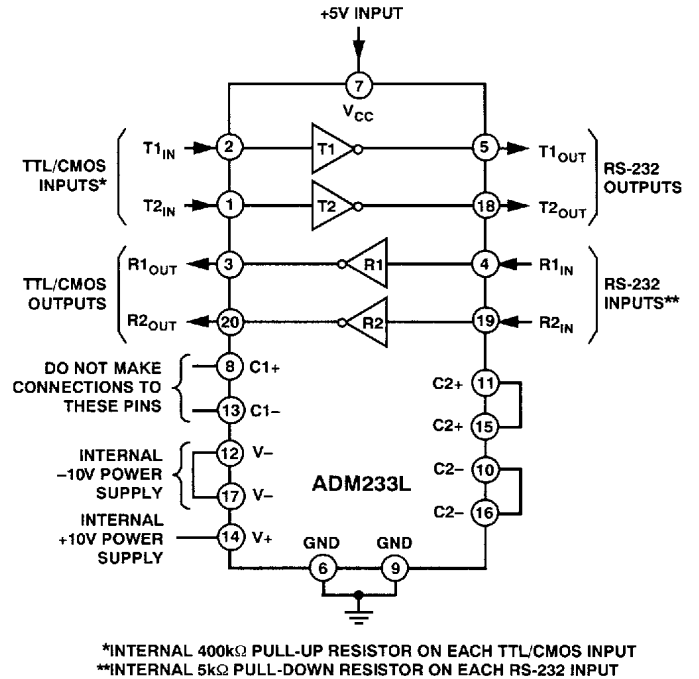 +5V INPUT
7
VCC
TTL/CMOS
INPUTS*
T1IN
2
T1
5
T1OUT
RS-232
OUTPUTS
T2IN
1
T2
18
T2OUT
TTL/CMOS
OUTPUTS
R1OUT
3
R1
4
R1IN
RS-232
INPUTS**
R2OUT
20
R2
19
R2IN
DO NOT MAKE
CONNECTIONS TO
THESE PINS
8
C1+
13
C1–
C2+
11
C2+
15
INTERNAL
–10V POWER
SUPPLY
12
V–
17
V–
C2–
10
C2–
16
ADM233L
INTERNAL
+10V POWER
SUPPLY
14
V+
GND
6
GND
9
*INTERNAL 400kΩ PULL-UP RESISTOR ON EACH TTL/CMOS INPUT
**INTERNAL 5kΩ PULL-DOWN RESISTOR ON EACH RS-232 INPUT